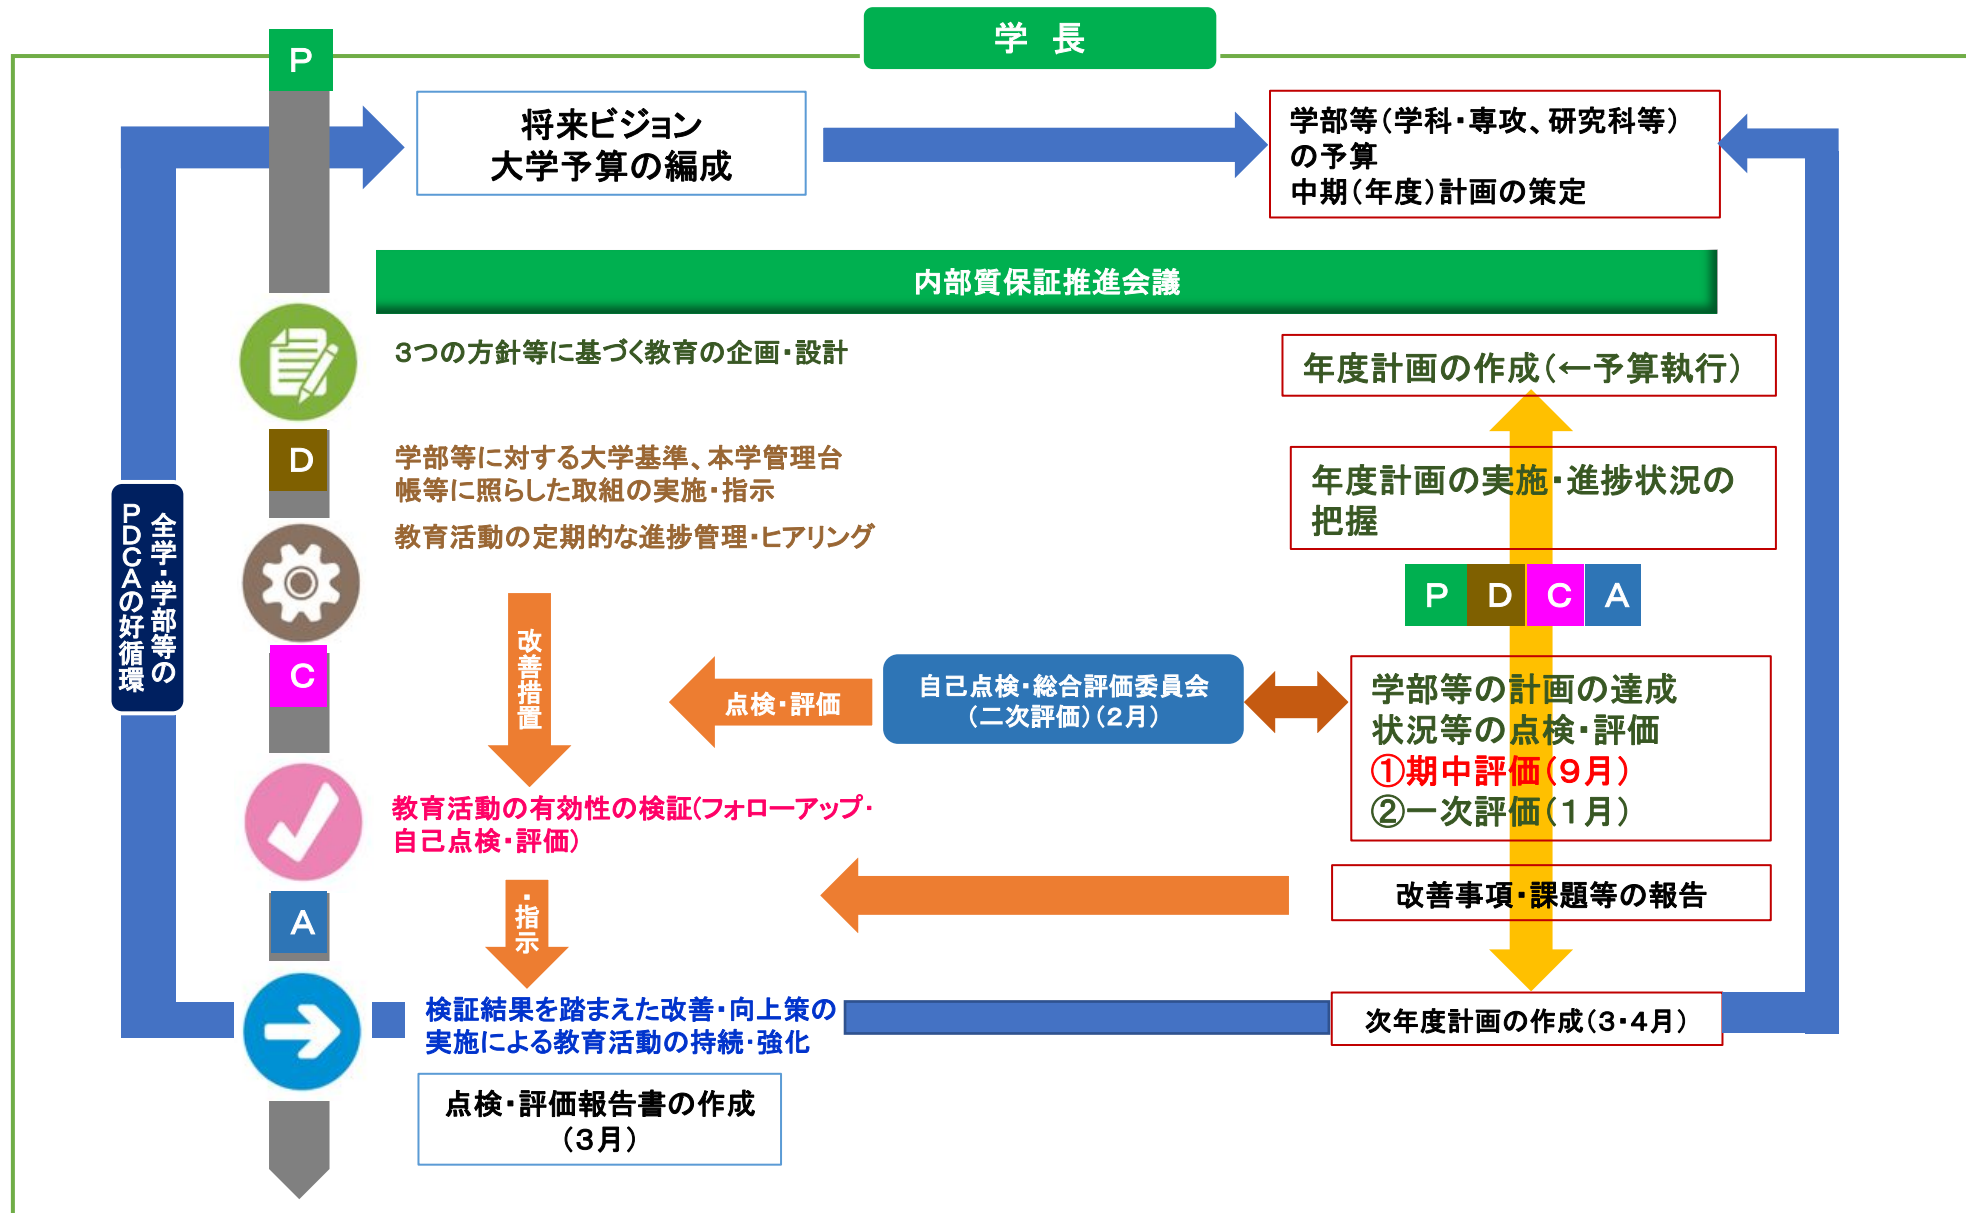 学　長
P
将来ビジョン
大学予算の編成
学部等（学科・専攻、研究科等）
の予算
中期（年度）計画の策定
内部質保証推進会議
３つの方針等に基づく教育の企画・設計
年度計画の作成（←予算執行）
D
学部等に対する大学基準、本学管理台
帳等に照らした取組の実施・指示
教育活動の定期的な進捗管理・ヒアリング
年度計画の実施・進捗状況の
把握
全学・学部等の
ＰＤＣＡの好循環
P D C A
改善措置
C
点検・評価
自己点検・総合評価委員会
（二次評価）（２月）
学部等の計画の達成
状況等の点検・評価
①期中評価（９月）
②一次評価（１月）
教育活動の有効性の検証(フォローアップ・
自己点検・評価)
A
・指示
改善事項・課題等の報告
検証結果を踏まえた改善・向上策の
実施による教育活動の持続・強化
次年度計画の作成（３・４月）
点検・評価報告書の作成
（３月）